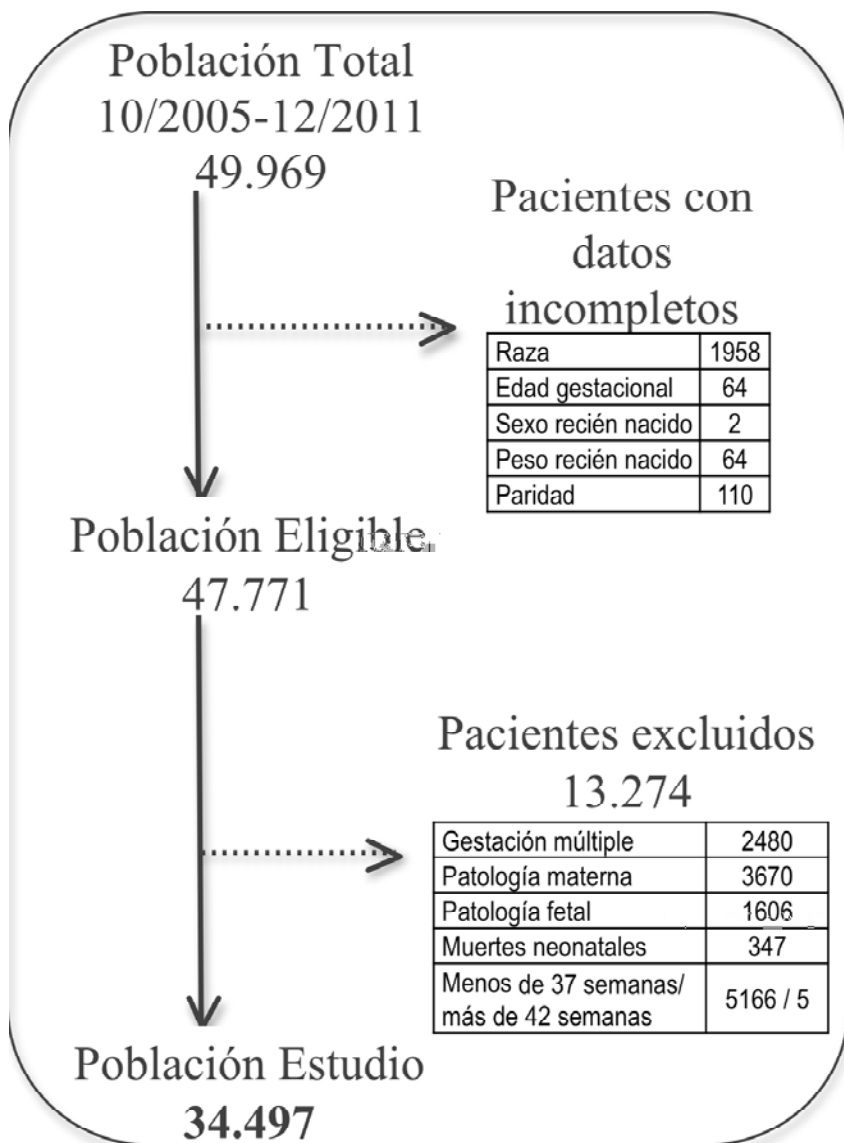 Población Total
10/2005-12/2011
49.969
Pacientes con
datos
incompletos
Raza 1958
Edad gestacional 64
Sexo recién nacido 2
Peso recién nacido 64
Paridad 110
Población Eligible
47.771
Pacientes excluidos
13.274
Gestación múltiple 2480
Patología materna 3670
Patología fetal 1606
Muertes neonatales 347
Menos de 37 semanas/
más de 42 semanas 5166 / 5
Población Estudio
34.497